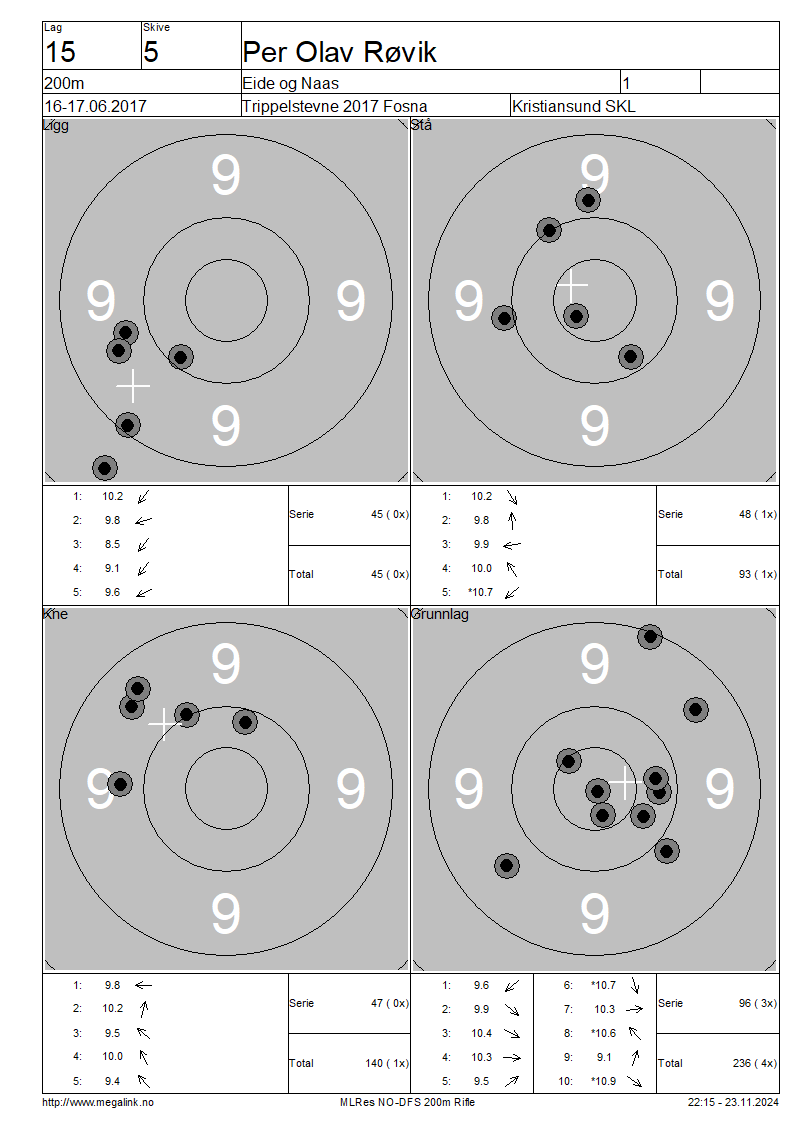 Lag Skive
15 5 Per Olav Røvik
200m Eide og Naas 1
16-17.06.2017 Trippelstevne 2017 Fosna Kristiansund SKL
Ligg Stå
9 9
9 9 9 9
9 9
1: 10.2 1: 10.2
2: 9.8 Serie 45 ( 0x) 2: 9.8 Serie 48 ( 1x)
3: 8.5 3: 9.9
4: 9.1 Total 45 ( 0x) 4: 10.0 Total 93 ( 1x)
5: 9.6 5: *10.7
Kne Grunnlag
9 9
9 9 9 9
9 9
1: 9.8 1: 9.6 6: *10.7
2: 10.2 Serie 47 ( 0x) 2: 9.9 7: 10.3 Serie 96 ( 3x)
3: 9.5 3: 10.4 8: *10.6
4: 10.0 Total 140 ( 1x) 4: 10.3 9: 9.1 Total 236 ( 4x)
5: 9.4 5: 9.5 10: *10.9
http://www.megalink.no MLRes NO-DFS 200m Rifle 22:15 - 23.11.2024